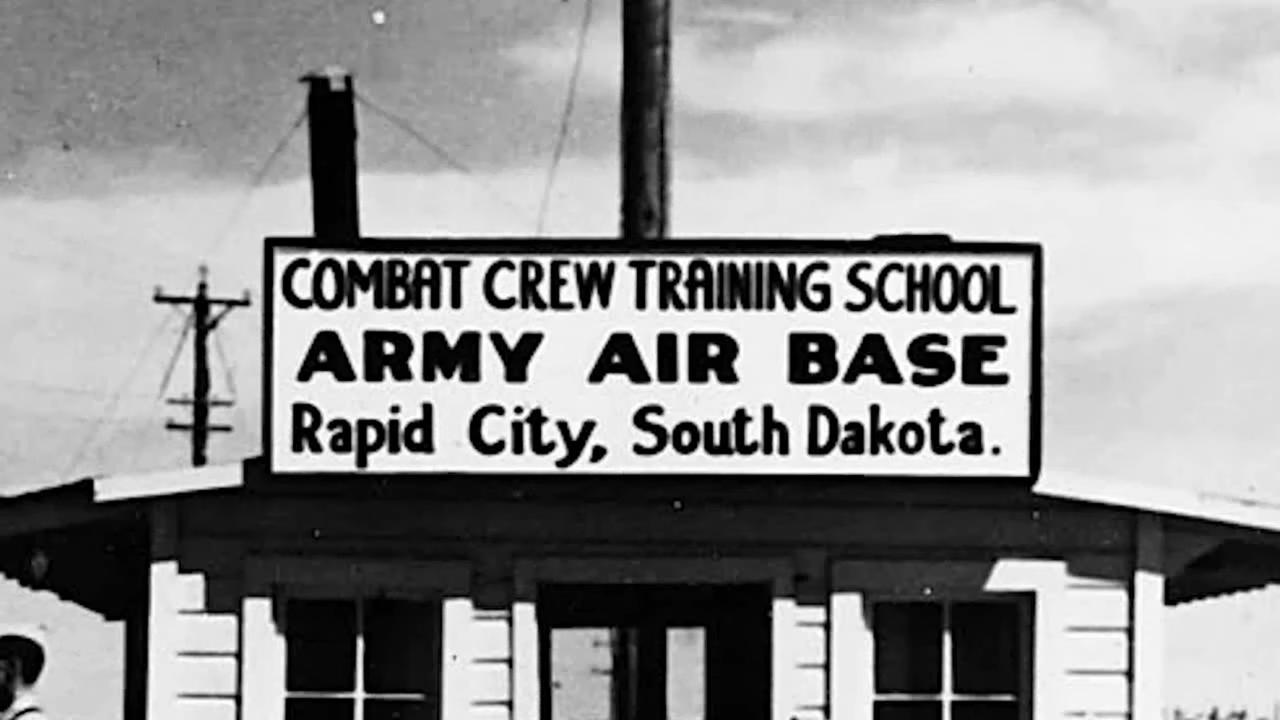 COMBAT CREW TRAINING SCHOOL
ARMY AIR BASE
Rapid City, South Dakota.